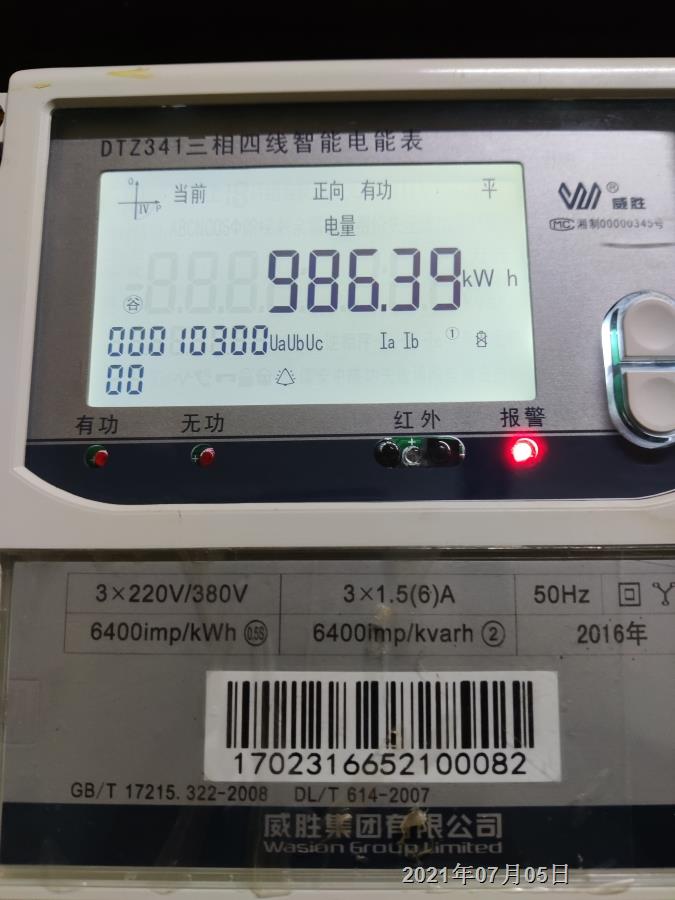 DTZ341三相四线智能电能表
Q
IV P
当前 正向 有功 平
电量
威胜®
MC 湘制00000345号
986.39kWh
谷
00010300 UaUbUc Ia Ib ①
00
有功 无功 红外 报警
3×220V/380V 3×1.5(6)A 50Hz
6400imp/kWh 0.5S 6400imp/kvarh ② 2016年
1702316652100082
GB/T 17215.322-2008 DL/T 614-2007
威胜集团有限公司
Wasion Group Limited
2021年07月05日